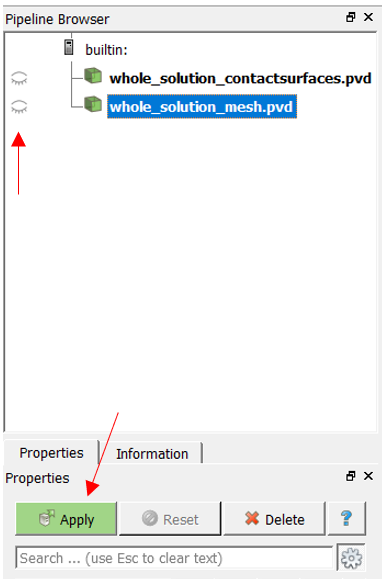 Pipeline Browser
builtin:
whole_solution_contactsurfaces.pvd
whole_solution_mesh.pvd
Properties Information
Properties
Apply Reset Delete ?
Search ... (use Esc to clear text)